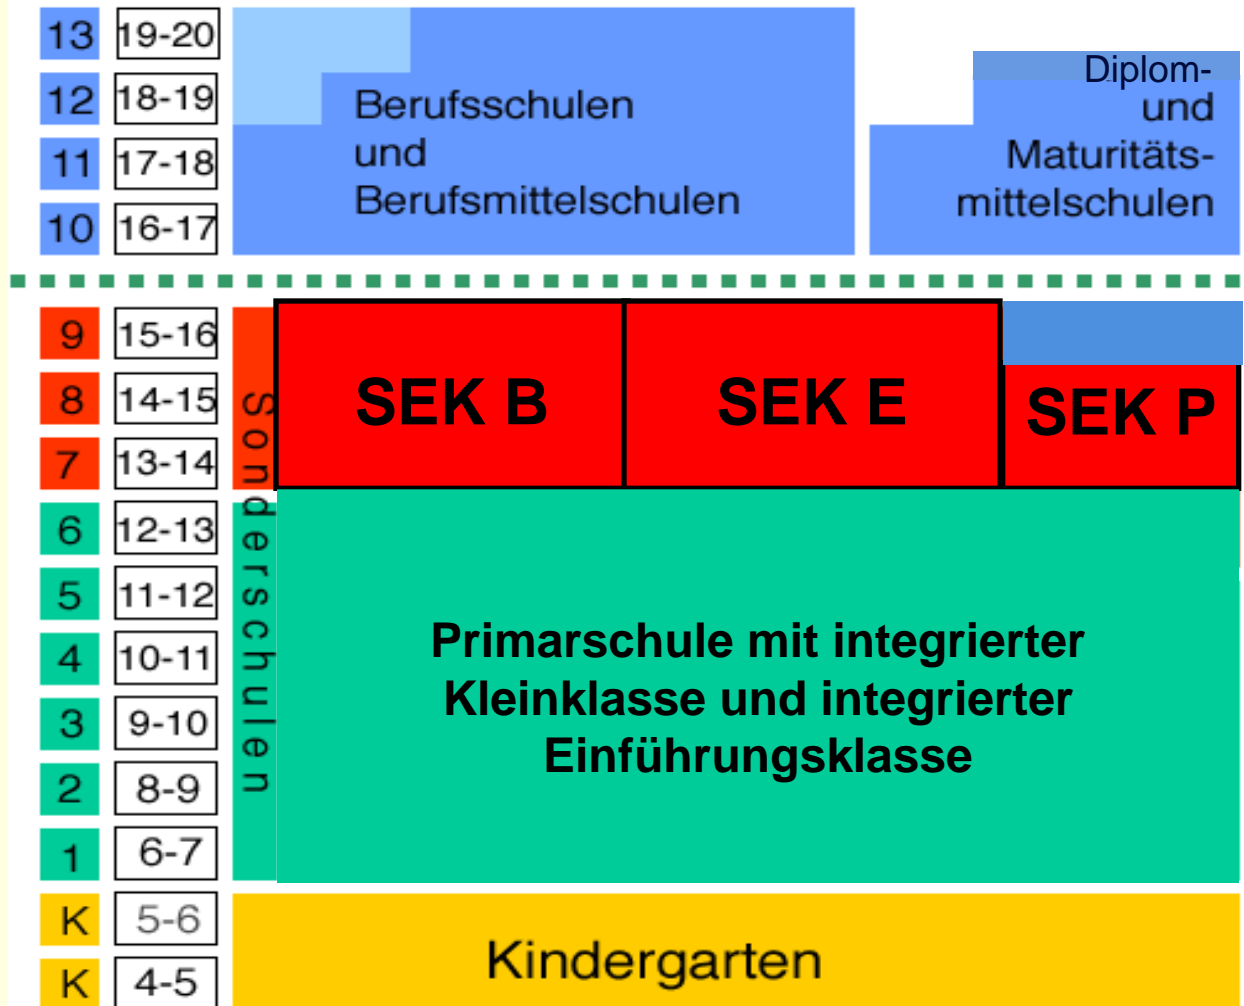 13 19-20
Diplom-
12 18-19 Berufsschulen und
11 17-18 und Maturitäts-
Berufsmittelschulen mittelschulen
10 16-17
9 15-16
8 14-15 SEK B SEK E SEK P
7 13-14
Sonderschulen
6 12-13
5 11-12
4 10-11
3 9-10
2 8-9
1 6-7
Primarschule mit integrierter
Kleinklasse und integrierter
Einführungsklasse
K 5-6
Kindergarten
K 4-5